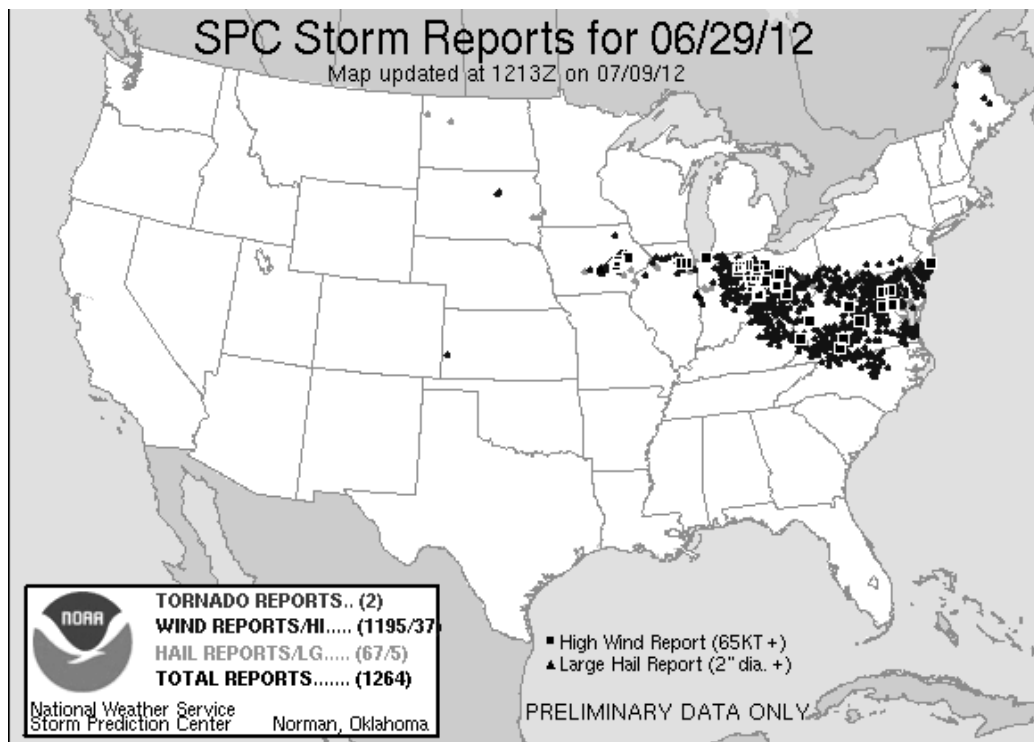 SPC Storm Reports for 06/29/12
Map updated at 1213Z on 07/09/12
NOAA
TORNADO REPORTS.. (2)
WIND REPORTS/HI..... (1195/37
HAIL REPORTS/LG..... (67/5)
TOTAL REPORTS....... (1264)
National Weather Service
Storm Prediction Center Norman, Oklahoma
High Wind Report (65KT +)
Large Hail Report (2" dia. +)
PRELIMINARY DATA ONLY